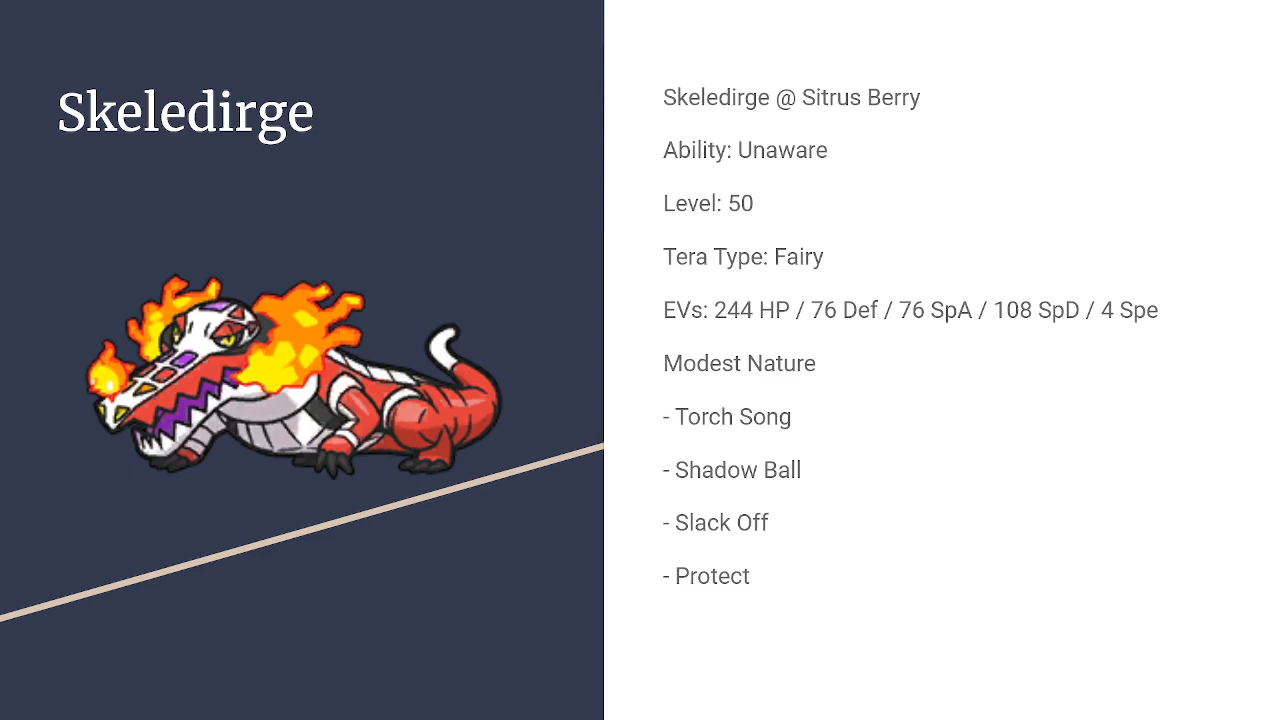 Skeledirge
Skeledirge @ Sitrus Berry
Ability: Unaware
Level: 50
Tera Type: Fairy
EVs: 244 HP / 76 Def / 76 SpA / 108 SpD / 4 Spe
Modest Nature
- Torch Song
- Shadow Ball
- Slack Off
- Protect